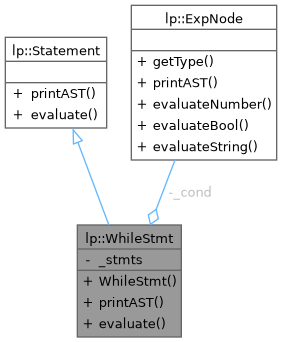 lp::ExpNode
+ getType()
+ printAST()
+ evaluateNumber()
+ evaluateBool()
+ evaluateString()
lp::Statement
+ printAST()
+ evaluate()
-_cond
lp::WhileStmt
- _stmts
+ WhileStmt()
+ printAST()
+ evaluate()